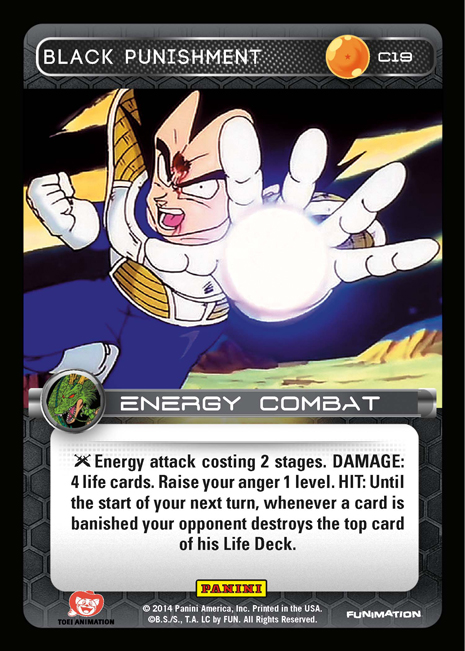 BLACK PUNISHMENT
C19
ENERGY COMBAT
Energy attack costing 2 stages. DAMAGE:
4 life cards. Raise your anger 1 level. HIT: Until
the start of your next turn, whenever a card is
banished your opponent destroys the top card
of his Life Deck.
PANINI
© 2014 Panini America, Inc. Printed in the USA.
©B.S./S., T.A. LC by FUN. All Rights Reserved.
TOEI ANIMATION
FUNIMATION